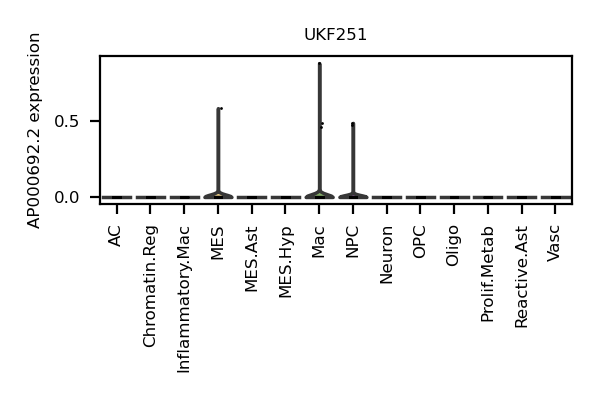 UKF251
AP000692.2 expression
0.5
0.0
AC
Chromatin.Reg
Inflammatory.Mac
MES
MES.Ast
MES.Hyp
Mac
NPC
Neuron
OPC
Oligo
Prolif.Metab
Reactive.Ast
Vasc